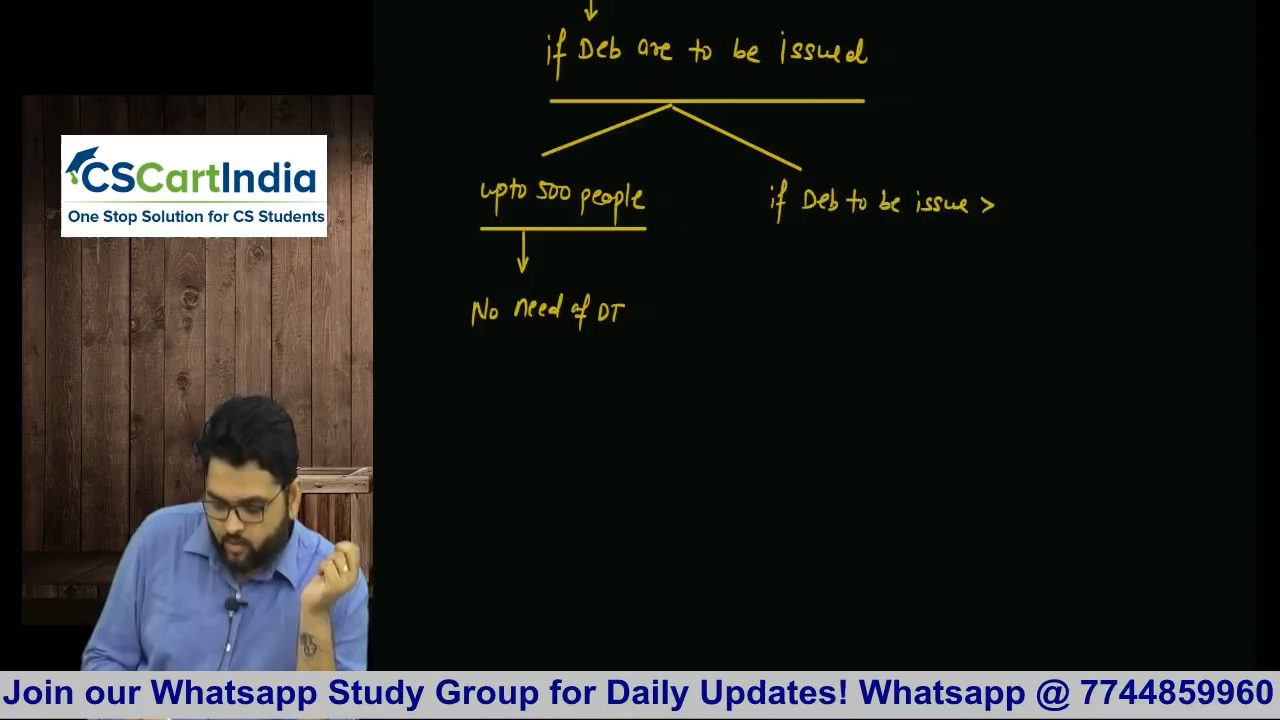 if Deb are to be issued
upto 500 people
if Deb to be issue >
No need of DT
CSCartIndia
One Stop Solution for CS Students
Join our Whatsapp Study Group for Daily Updates! Whatsapp @ 7744859960